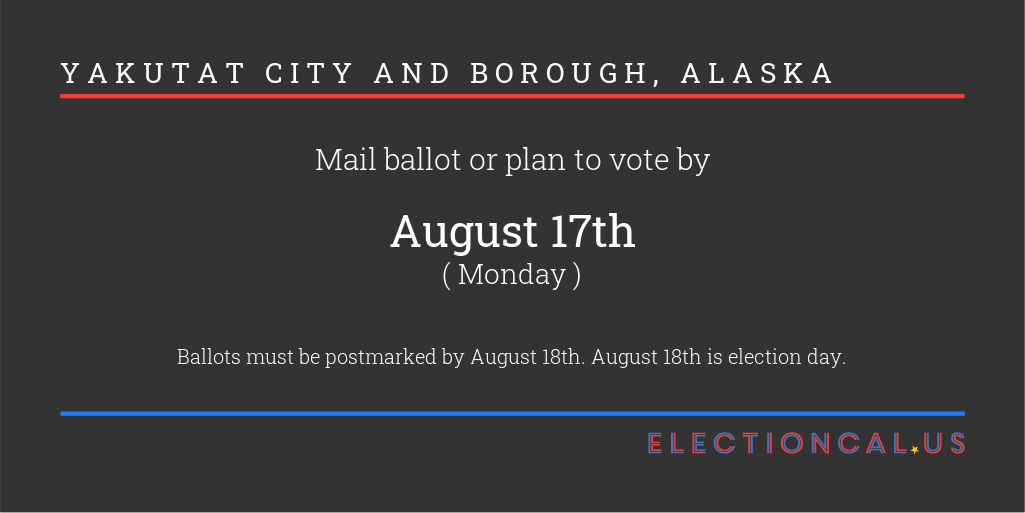 YAKUTAT CITY AND BOROUGH, ALASKA
Mail ballot or plan to vote by
August 17th
( Monday )
Ballots must be postmarked by August 18th. August 18th is election day.
ELECTIONCAL.US